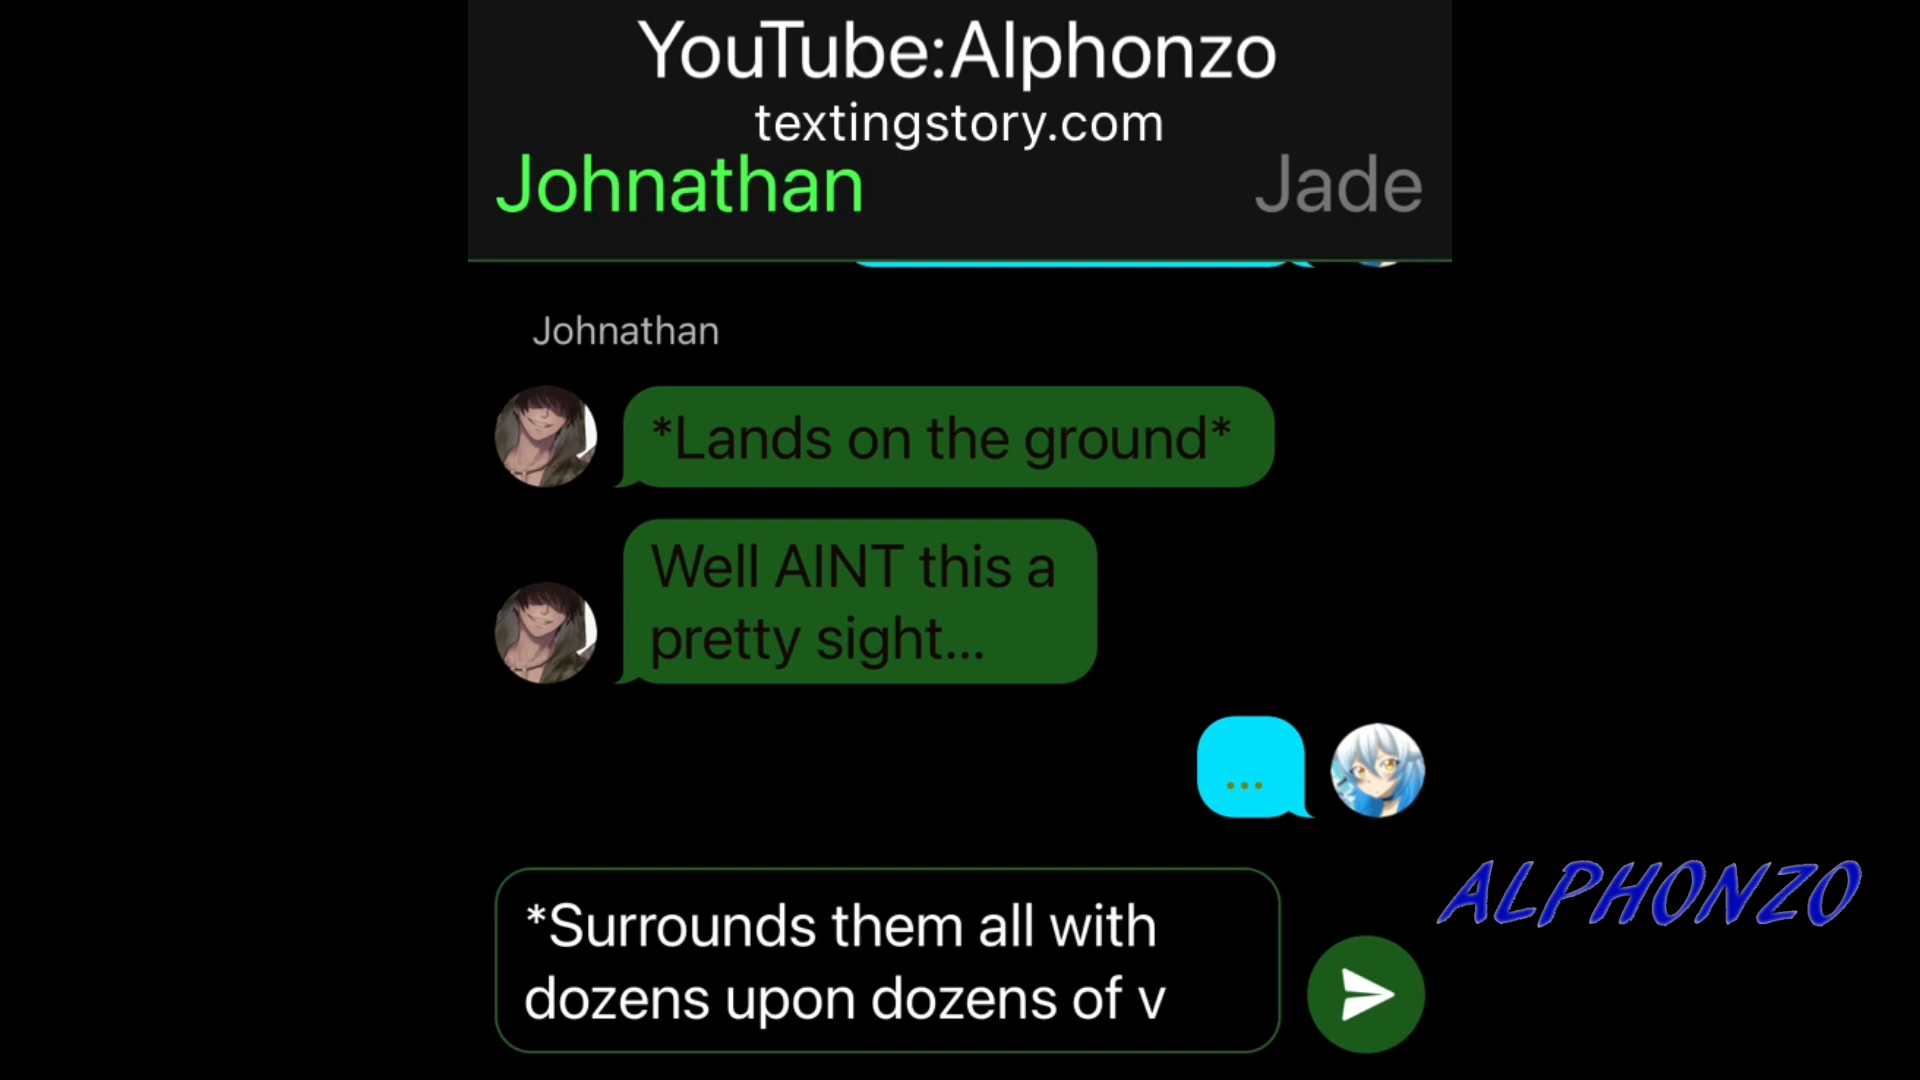 YouTube:Alphonzo
textingstory.com
Johnathan
Jade
Johnathan
*Lands on the ground*
Well AINT this a
pretty sight...
...
*Surrounds them all with
dozens upon dozens of v
ALPHONZO